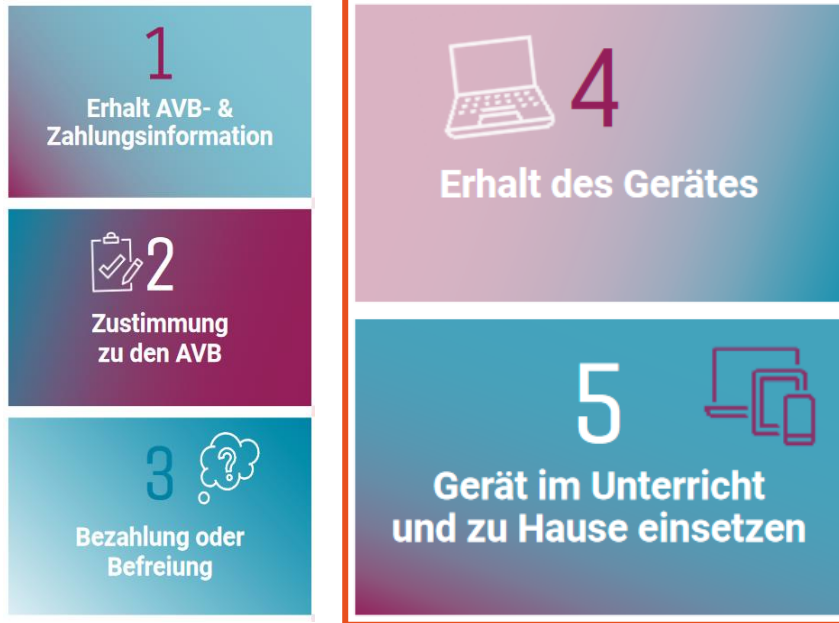 1
Erhalt AVB- &
Zahlungsinformation
2
Zustimmung
zu den AVB
3
Bezahlung oder
Befreiung
4
Erhalt des Gerätes
5
Gerät im Unterricht
und zu Hause einsetzen